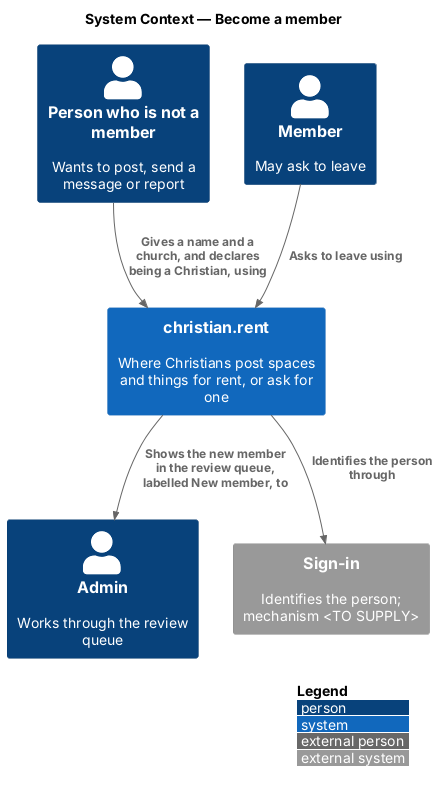 System Context — Become a member
Person who is not a
member
Wants to post, send a
message or report
Member
May ask to leave
Gives a name and a
church, and declares
being a Christian, using
Asks to leave using
christian.rent
Where Christians post spaces
and things for rent, or ask for
one
Shows the new member
in the review queue,
labelled New member, to
Identifies the person
through
Admin
Works through the review
queue
Sign-in
Identifies the person;
mechanism <TO SUPPLY>
Legend
person
system
external person
external system